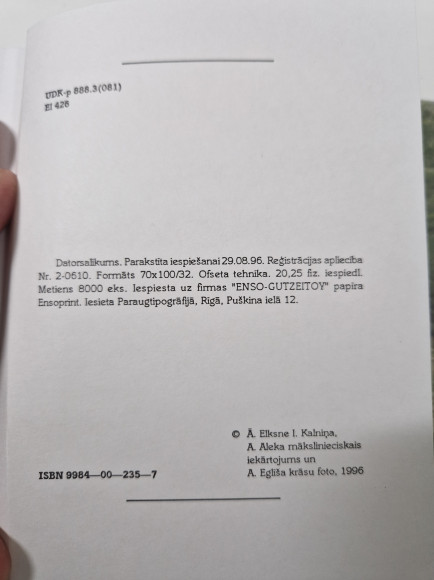 UDK-p 888.3(081)
El 428
Datorsalikums. Parakstīta iespiešanai 29.08.96. Reģistrācijas apliecība
Nr. 2-0610. Formāts 70x100/32. Ofseta tehnika. 20,25 fiz. iespiedl.
Metiens 8000 eks. Iespiesta uz firmas "ENSO-GUTZEITOY" papīra
Ensoprint. Iesieta Paraugtipogrāfijā, Rīgā, Puškina ielā 12.
© Ā. Elksne I. Kalniņa,
A. Aleka mākslinieciskais
iekārtojums un
A. Eglīša krāsu foto, 1996
ISBN 9984—00—235—7